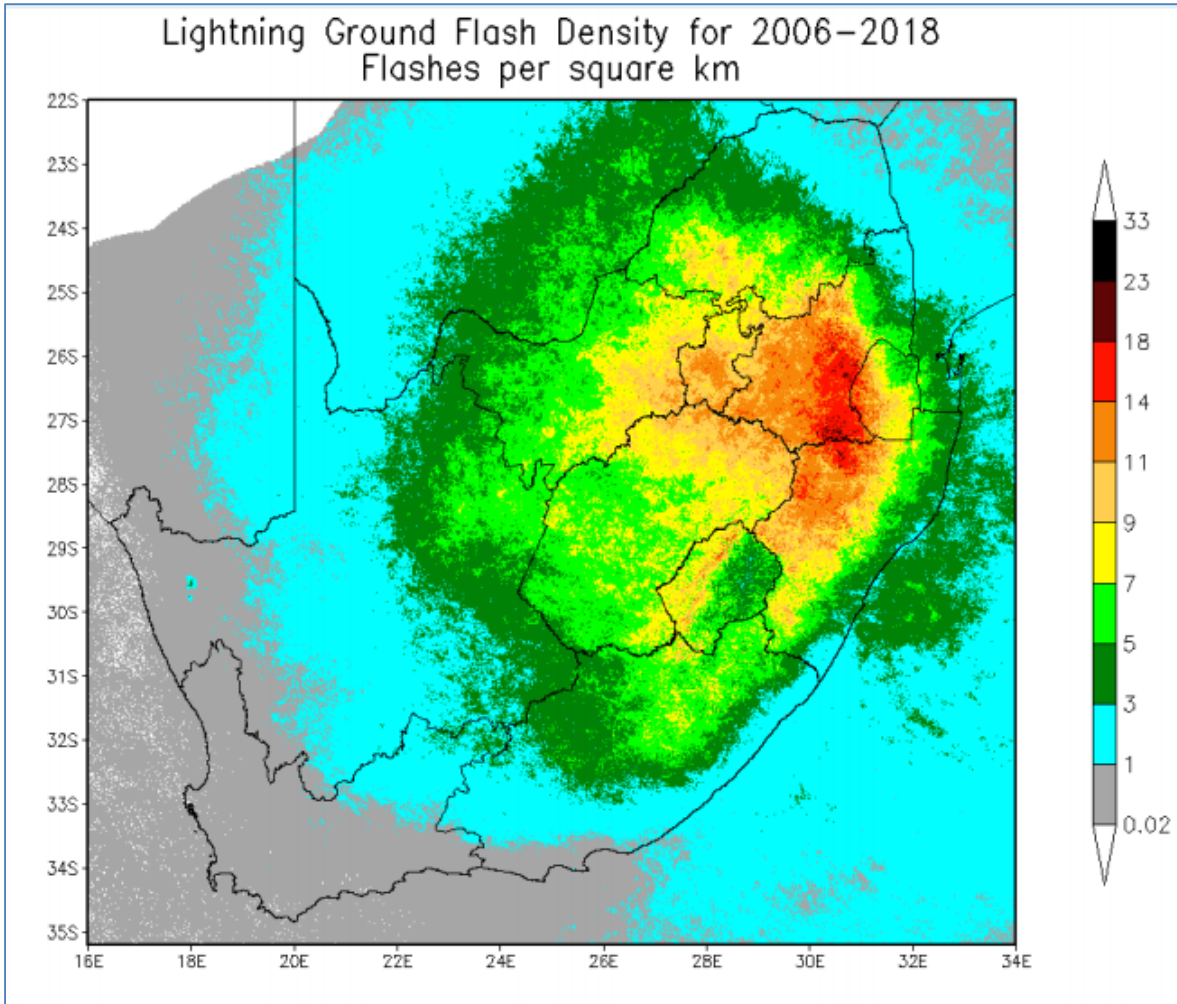 Lightning Ground Flash Density for 2006-2018
Flashes per square km
22S
23S
24S
25S
26S
27S
28S
29S
30S
31S
32S
33S
34S
35S
16E 18E 20E 22E 24E 26E 28E 30E 32E 34E
33
23
18
14
11
9
7
5
3
1
0.02